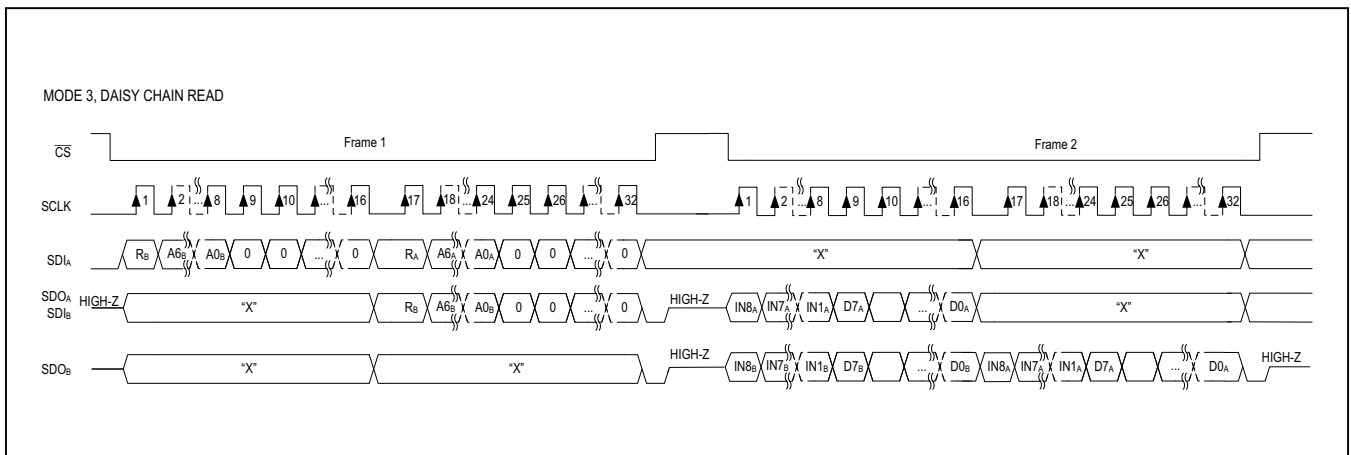 MODE 3, DAISY CHAIN READ
Frame 1 Frame 2
CS
SCLK 1 2 ... 8 9 10 ... 16 17 18 ... 24 25 26 ... 32 1 2 ... 8 9 10 ... 16 17 18 ... 24 25 26 ... 32
SDIA RB A6B A0B 0 0 ... 0 RA A6A A0A 0 0 ... 0 "X" "X"
SDOA SDIB HIGH-Z "X" RB A6B A0B 0 0 ... 0 HIGH-Z IN8A IN7A IN1A D7A ... D0A "X"
SDOB "X" "X" HIGH-Z IN8B IN7B IN1B D7B ... D0B IN8A IN7A IN1A D7A ... D0A HIGH-Z